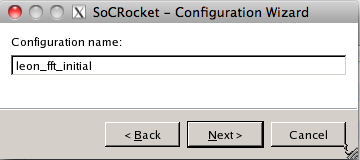 SoCRocket – Configuration Wizard
Configuration name:
leon_fft_initial
< Back Next > Cancel